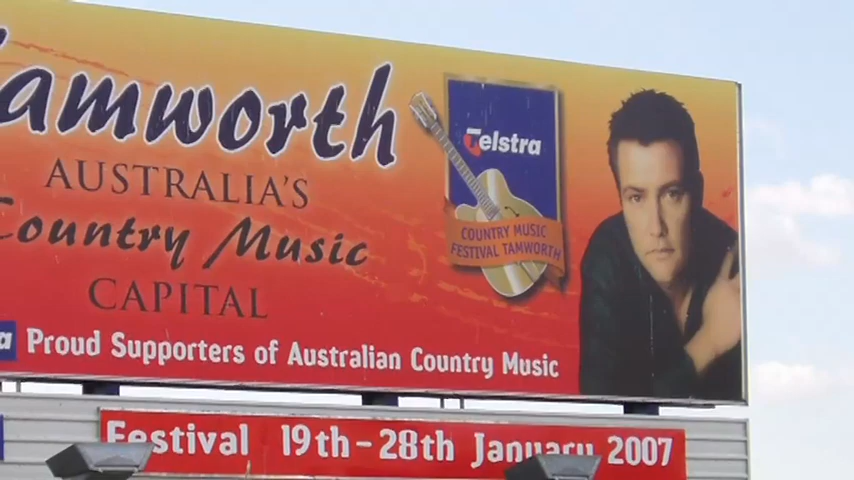 Tamworth
AUSTRALIA'S
Country Music
CAPITAL
Telstra
COUNTRY MUSIC
FESTIVAL TAMWORTH
a Proud Supporters of Australian Country Music
Festival 19th - 28th January 2007